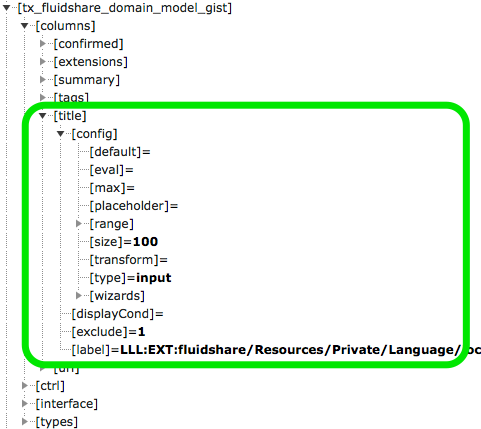 [tx_fluidshare_domain_model_gist]
[columns]
[confirmed]
[extensions]
[summary]
[tags]
[title]
[config]
[default]=
[eval]=
[max]=
[placeholder]=
[range]
[size]=100
[transform]=
[type]=input
[wizards]
[displayCond]=
[exclude]=1
[label]=LLL:EXT:fluidshare/Resources/Private/Language/
[url]
[ctrl]
[interface]
[types]